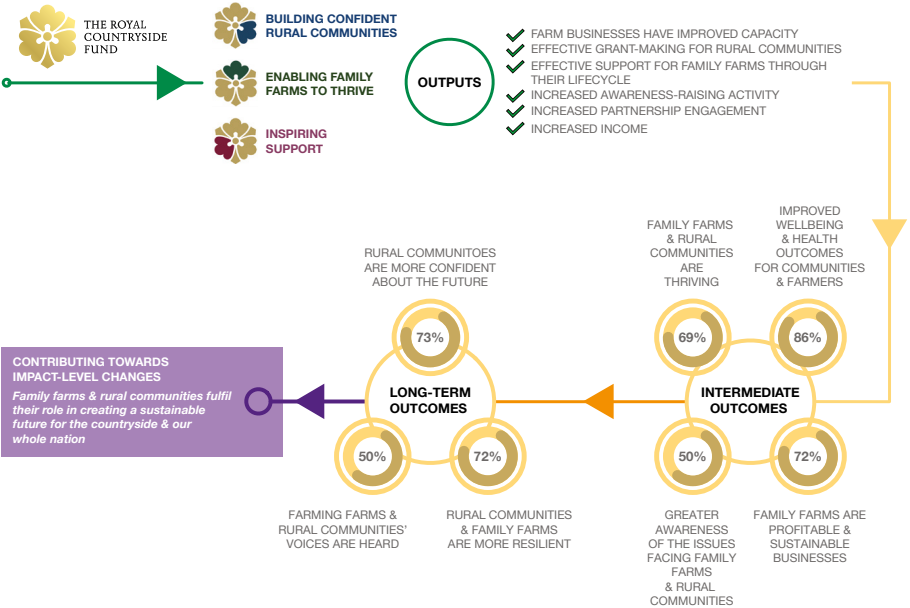 THE ROYAL
COUNTRYSIDE
FUND
BUILDING CONFIDENT
RURAL COMMUNITIES
ENABLING FAMILY
FARMS TO THRIVE
INSPIRING
SUPPORT
OUTPUTS
FARM BUSINESSES HAVE IMPROVED CAPACITY
EFFECTIVE GRANT-MAKING FOR RURAL COMMUNITIES
EFFECTIVE SUPPORT FOR FAMILY FARMS THROUGH
THEIR LIFECYCLE
INCREASED AWARENESS-RAISING ACTIVITY
INCREASED PARTNERSHIP ENGAGEMENT
INCREASED INCOME
FAMILY FARMS
& RURAL
COMMUNITIES
ARE
THRIVING
69%
IMPROVED
WELLBEING
& HEALTH
OUTCOMES
FOR COMMUNITIES
& FARMERS
86%
INTERMEDIATE
OUTCOMES
50%
GREATER
AWARENESS
OF THE ISSUES
FACING FAMILY
FARMS
& RURAL
COMMUNITIES
72%
FAMILY FARMS ARE
PROFITABLE &
SUSTAINABLE
BUSINESSES
RURAL COMMUNITOES
ARE MORE CONFIDENT
ABOUT THE FUTURE
73%
LONG-TERM
OUTCOMES
50%
FARMING FARMS &
RURAL COMMUNITIES'
VOICES ARE HEARD
72%
RURAL COMMUNITIES
& FAMILY FARMS
ARE MORE RESILIENT
CONTRIBUTING TOWARDS
IMPACT-LEVEL CHANGES
Family farms & rural communities fulfil
their role in creating a sustainable
future for the countryside & our
whole nation